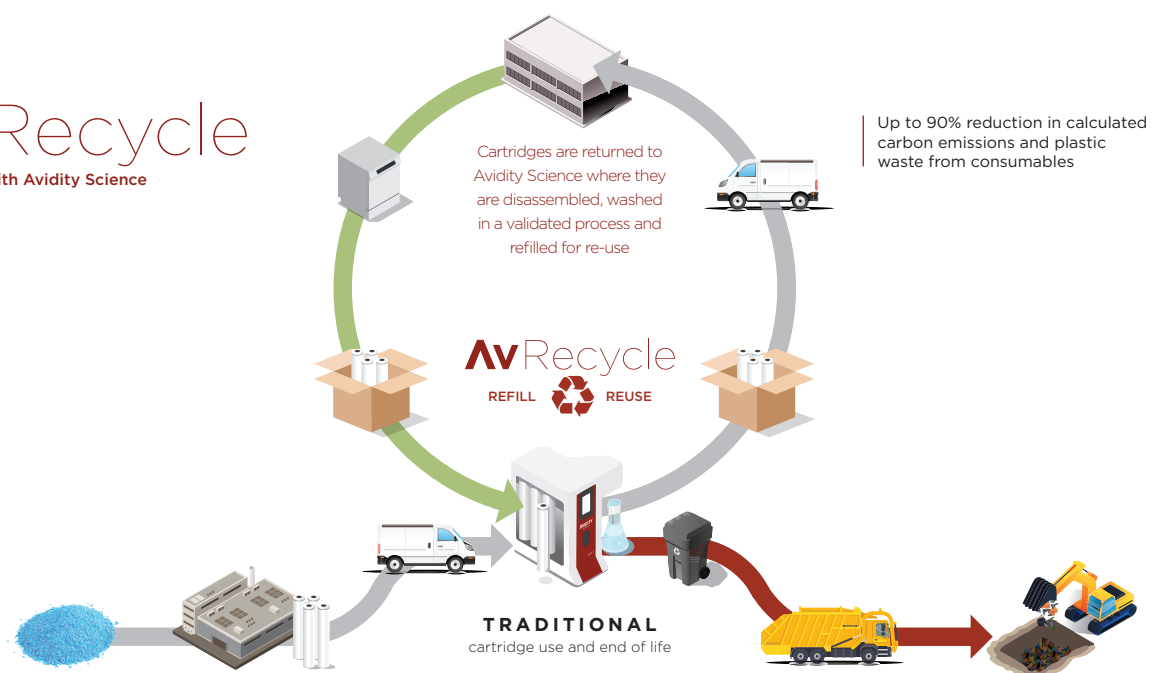 Recycle
ith Avidity Science
Up to 90% reduction in calculated
carbon emissions and plastic
waste from consumables
Cartridges are returned to
Avidity Science where they
are disassembled, washed
in a validated process and
refilled for re-use
AvRecycle
REFILL REUSE
TRADITIONAL
cartridge use and end of life